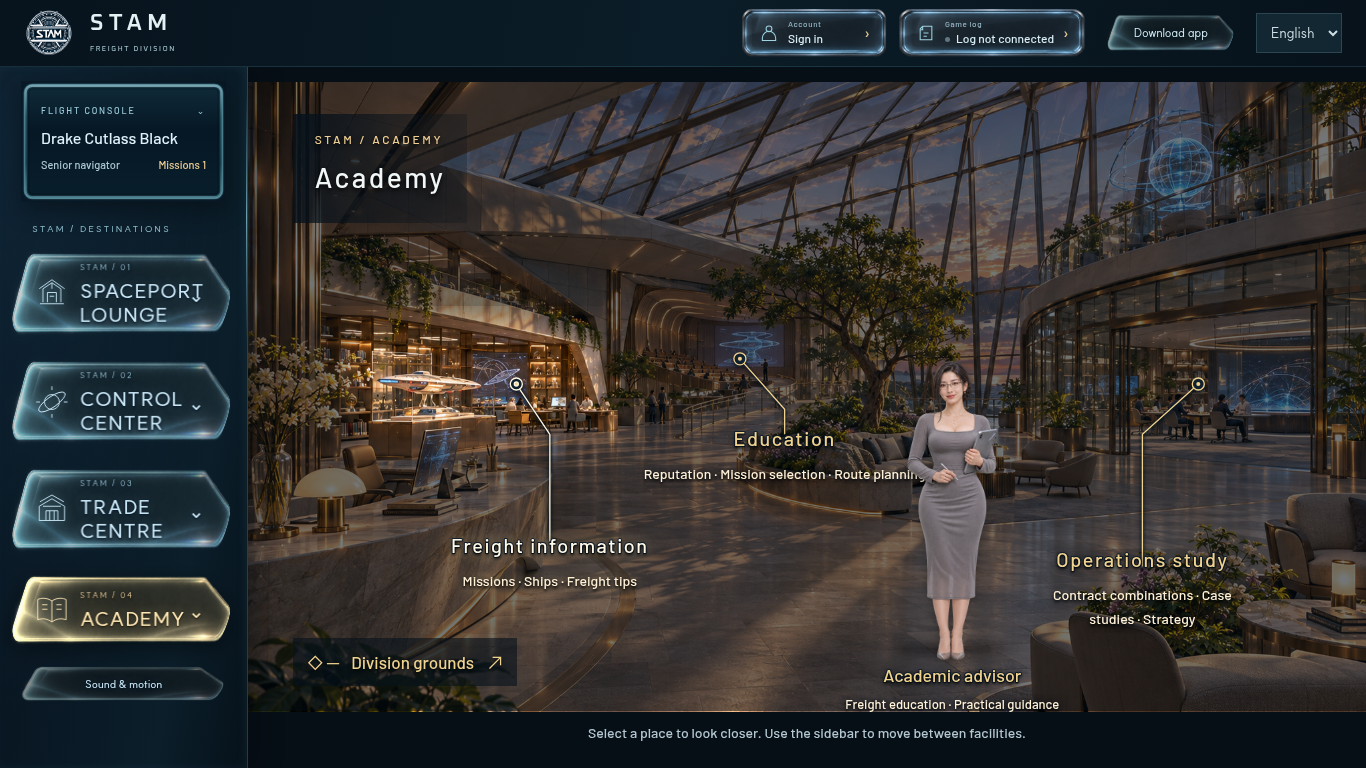 STAM
STAM
FREIGHT DIVISION
Account
Sign in
Game log
Log not connected
Download app
English
FLIGHT CONSOLE
Drake Cutlass Black
Senior navigator
Missions 1
STAM / DESTINATIONS
STAM / 01
SPACEPORT
LOUNGE
STAM / 02
CONTROL
CENTER
STAM / 03
TRADE
CENTRE
STAM / 04
ACADEMY
Sound & motion
STAM / ACADEMY
Academy
Education
Reputation · Mission selection · Route planning
Freight information
Missions · Ships · Freight tips
Operations study
Contract combinations · Case
studies · Strategy
Division grounds
Academic advisor
Freight education · Practical guidance
Select a place to look closer. Use the sidebar to move between facilities.